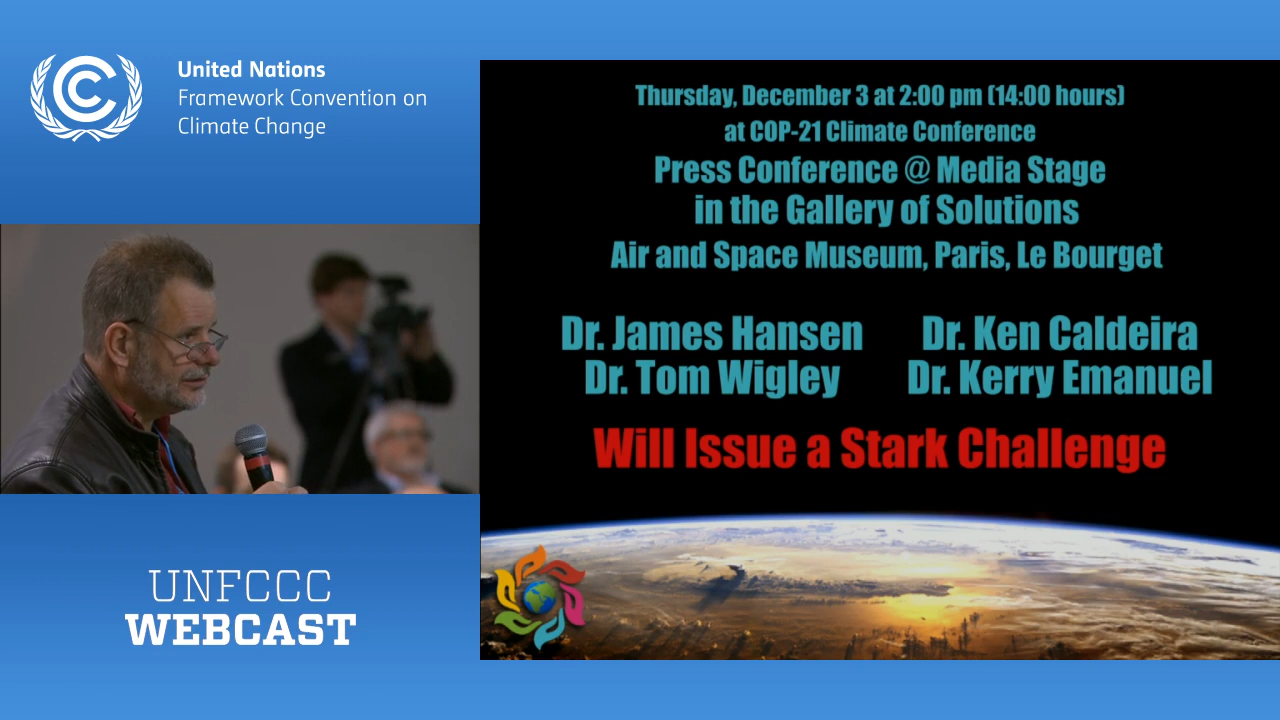 United Nations
Framework Convention on
Climate Change
UNFCCC
WEBCAST
Thursday, December 3 at 2:00 pm (14:00 hours)
at COP-21 Climate Conference
Press Conference @ Media Stage
in the Gallery of Solutions
Air and Space Museum, Paris, Le Bourget
Dr. James Hansen
Dr. Ken Caldeira
Dr. Tom Wigley
Dr. Kerry Emanuel
Will Issue a Stark Challenge